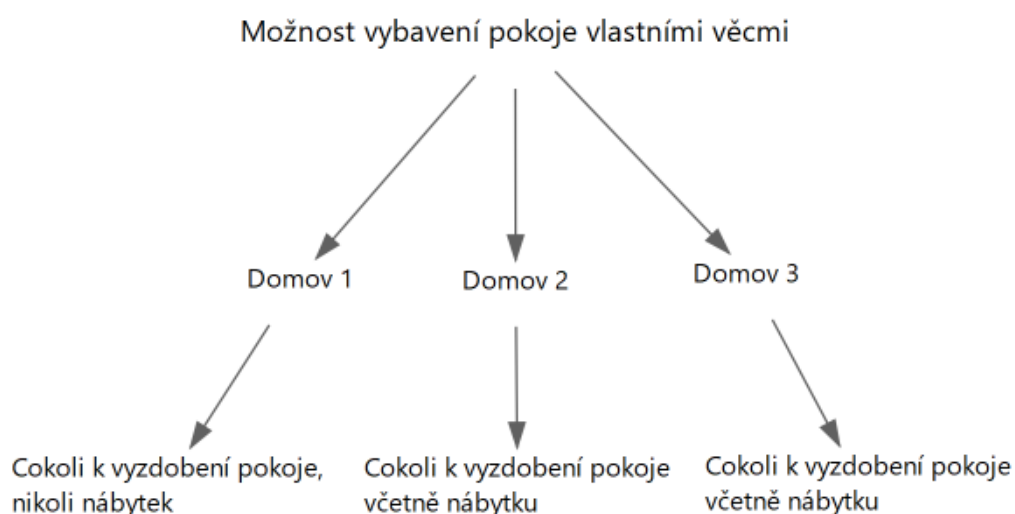 Možnost vybavení pokoje vlastními věcmi
Domov 1
Domov 2
Domov 3
Cokoli k vyzdobení pokoje,
nikoli nábytek
Cokoli k vyzdobení pokoje
včetně nábytku
Cokoli k vyzdobení pokoje
včetně nábytku